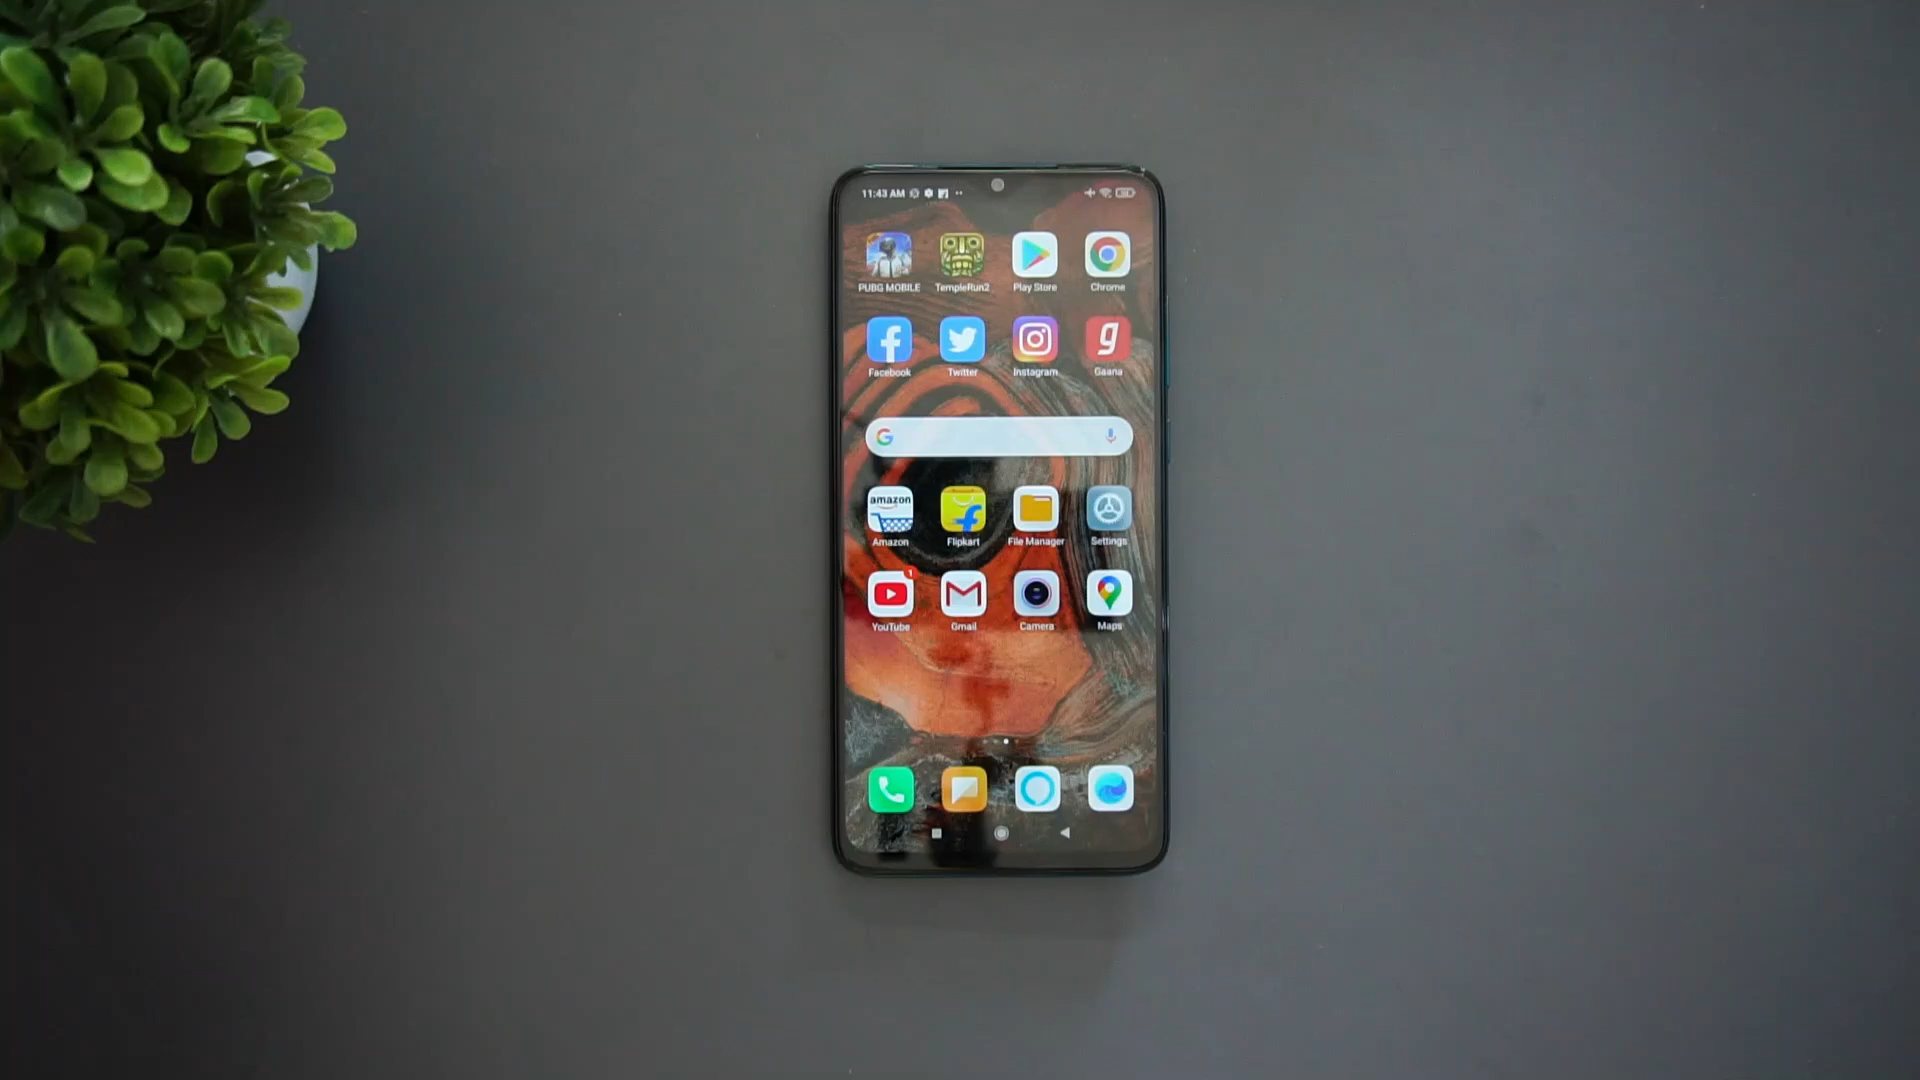 11:43 AM
PUBG MOBILE TempleRun2 Play Store Chrome
Facebook Twitter Instagram Gaana
amazon
Amazon Flipkart File Manager Settings
1
YouTube Gmail Camera Maps